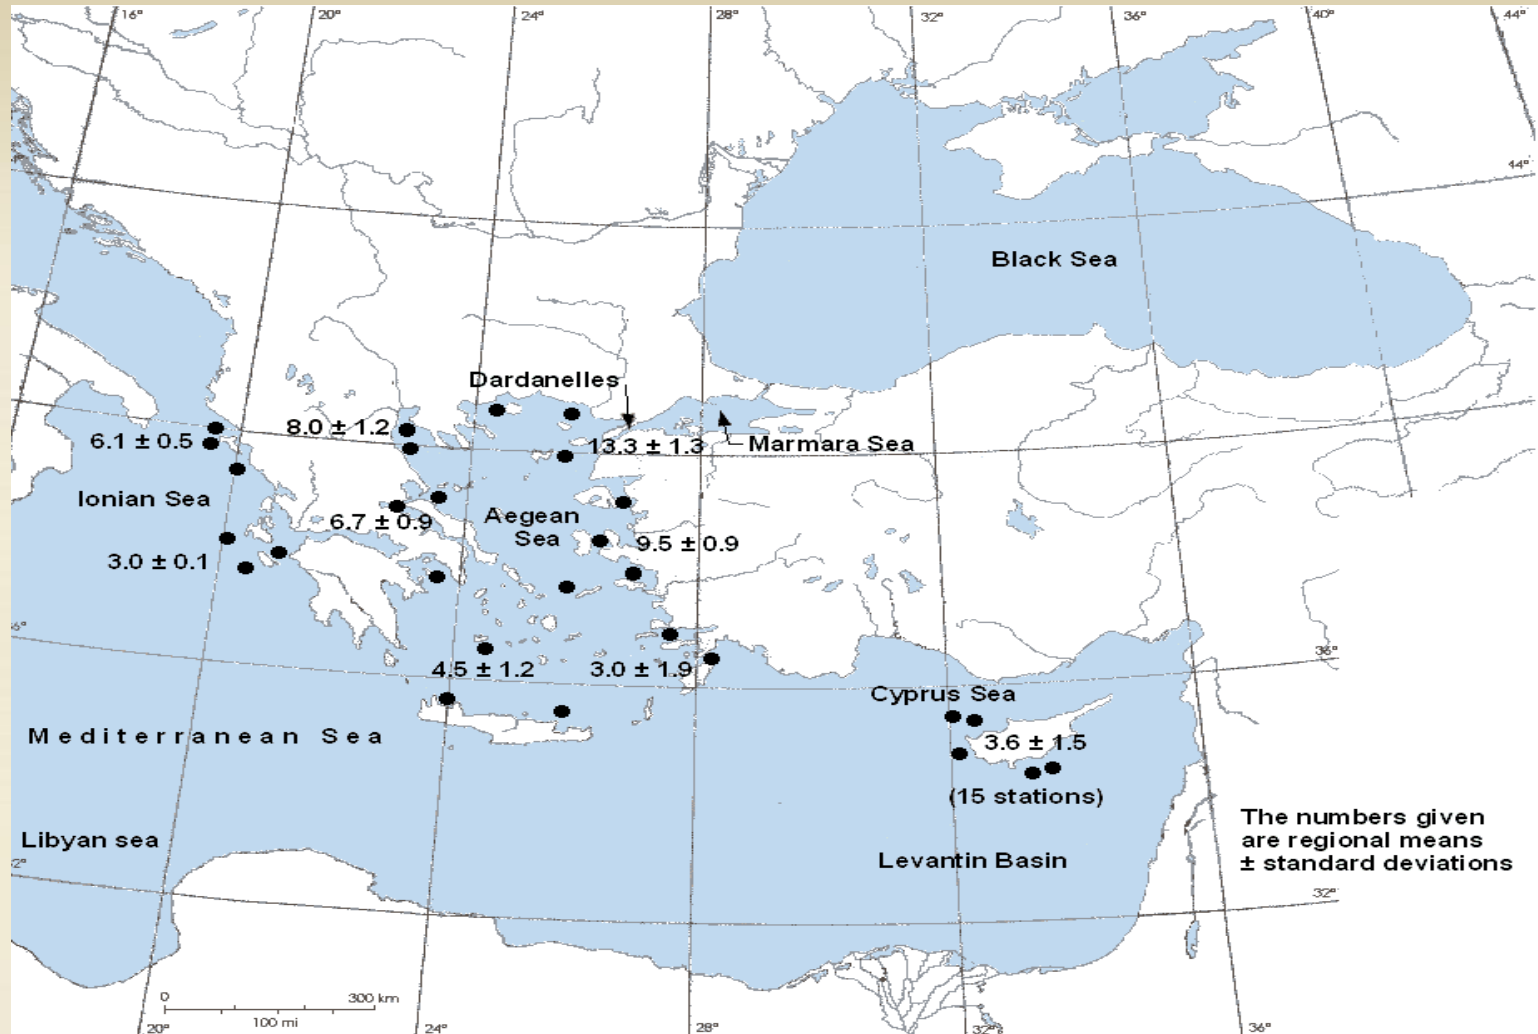 16° 20° 24° 28° 32° 36° 40° 44°
44°
Black Sea
Dardanelles
8.0 ± 1.2
6.1 ± 0.5
13.3 ± 1.3
Marmara Sea
Ionian Sea
6.7 ± 0.9
Aegean
Sea
9.5 ± 0.9
3.0 ± 0.1
36°
4.5 ± 1.2
3.0 ± 1.9
Cyprus Sea
Mediterranean Sea
3.6 ± 1.5
(15 stations)
The numbers given
are regional means
± standard deviations
Libyan sea
Levantin Basin
32°
0 300 km
100 mi
20° 24° 28° 32° 36°